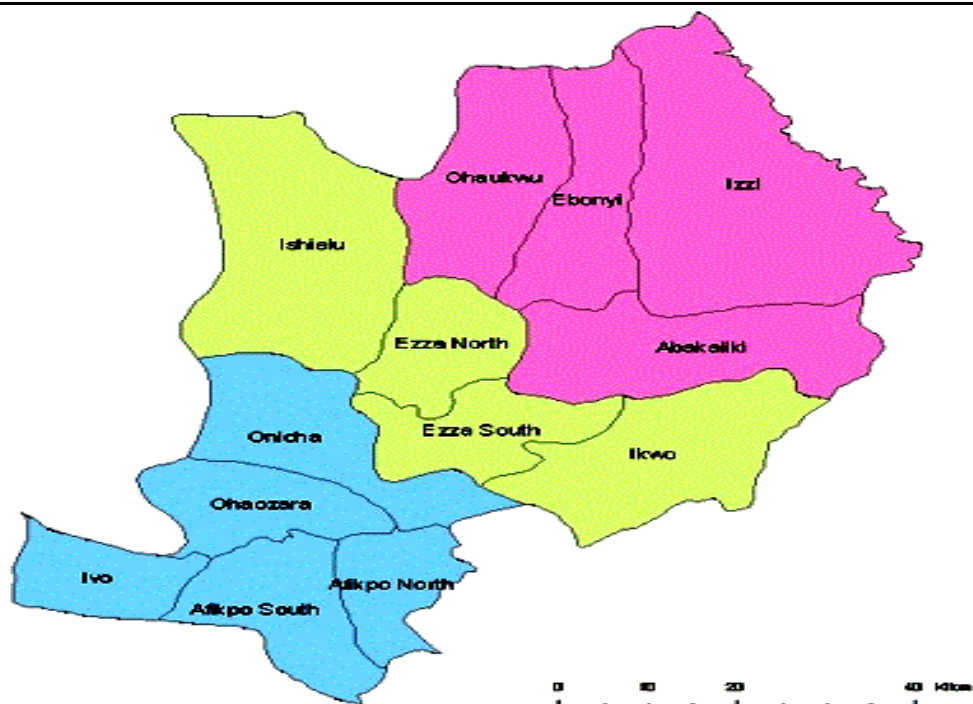 Ohaukwu
Ebonyi
Izzi
Ishielu
Ezza North
Abakaliki
Ezza South
Onicha
Ikwo
Ohaozara
Ivo
Afikpo North
Afikpo South
0 10 20 40 Kilom